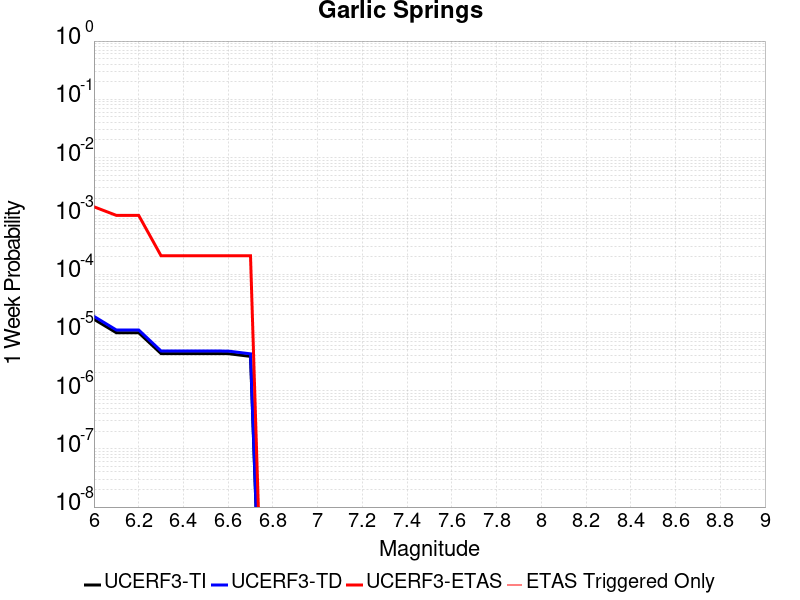 Garlic Springs
1 Week Probability
10^0
10^-1
10^-2
10^-3
10^-4
10^-5
10^-6
10^-7
10^-8
6 6.2 6.4 6.6 6.8 7 7.2 7.4 7.6 7.8 8 8.2 8.4 8.6 8.8 9
Magnitude
UCERF3-TI UCERF3-TD UCERF3-ETAS ETAS Triggered Only